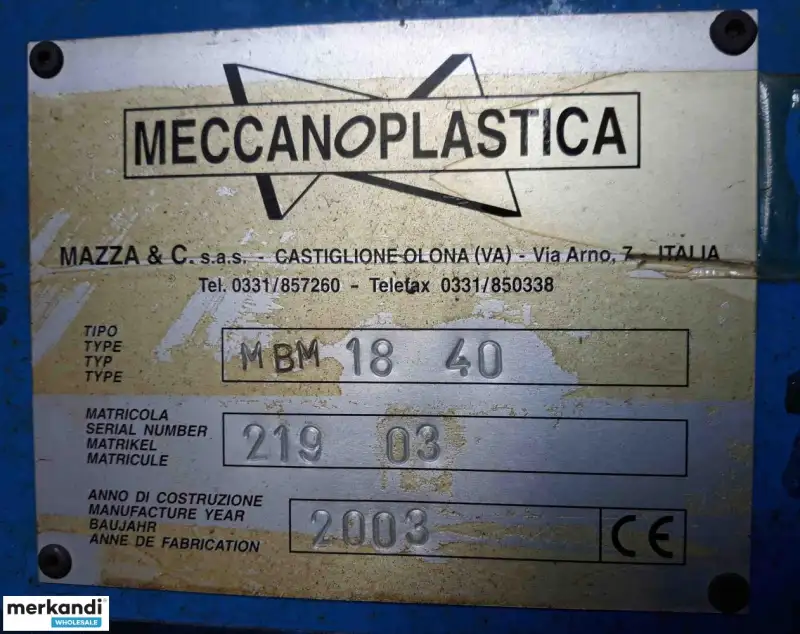 MECCANOPLASTICA
MAZZA & C. s.a.s. - CASTIGLIONE OLONA (VA) - Via Arno, 7 - ITALIA
Tel. 0331/857260 - Telefax 0331/850338
TIPO
TYPE
TYP
TYPE
MBM 18 40
MATRICOLA
SERIAL NUMBER
MATRIKEL
MATRICULE
219 03
ANNO DI COSTRUZIONE
MANUFACTURE YEAR
BAUJAHR
ANNE DE FABRICATION
2003
CE
merkandi
WHOLESALE